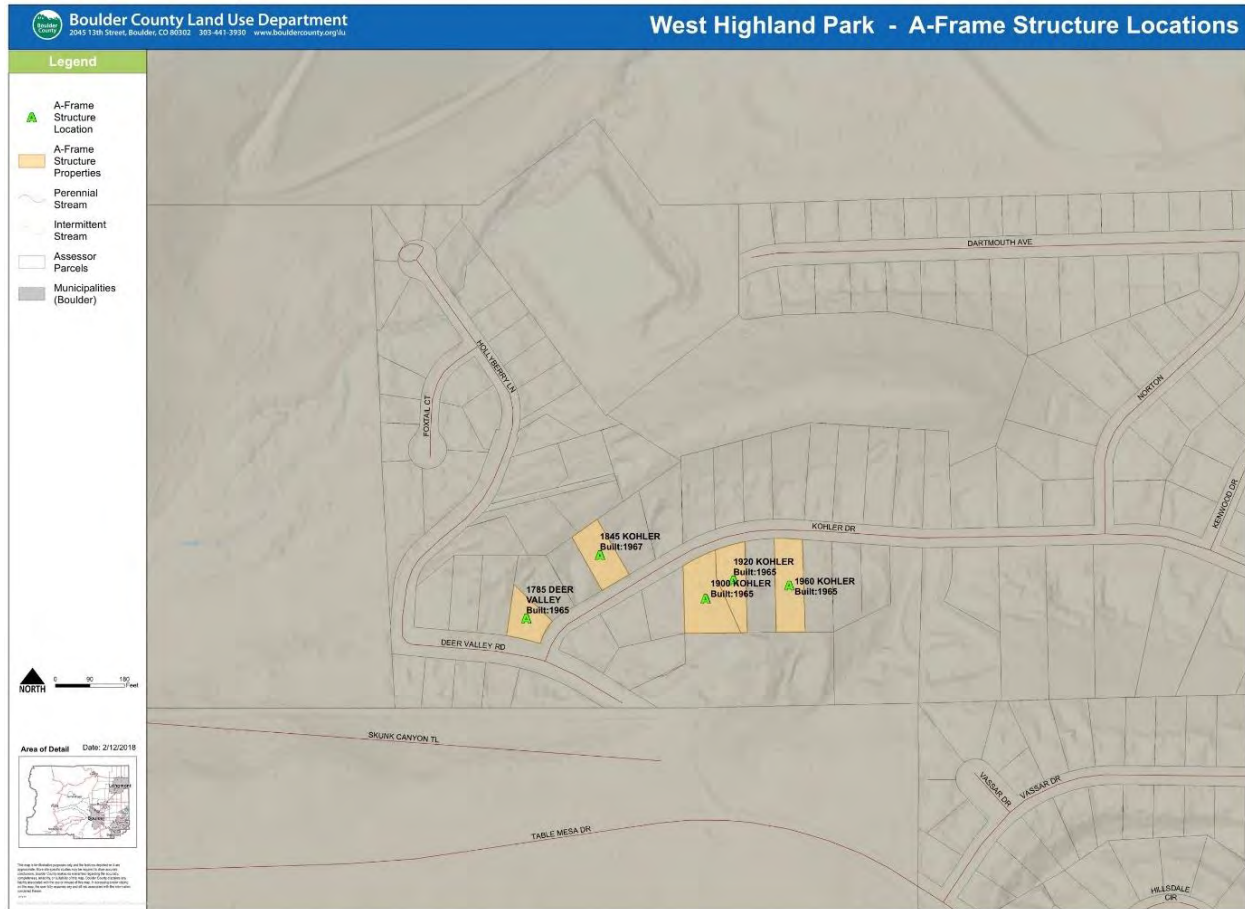 Boulder County Land Use Department
2045 13th Street, Boulder, CO 80302 303-441-3930 www.bouldercounty.org\lu
West Highland Park - A-Frame Structure Locations
Boulder
County
Legend
A
A-Frame
Structure
Location
A-Frame
Structure
Properties
Perennial
Stream
Intermittent
Stream
Assessor
Parcels
Municipalities
(Boulder)
DARTMOUTH AVE
HOLLYBERRY LN
FOXTAIL CT
NORTON
KENWOOD DR
KOHLER DR
1845 KOHLER
Built:1967
A
1920 KOHLER
Built:1965
A
1900 KOHLER
Built:1965
A
1960 KOHLER
Built:1965
A
1785 DEER
VALLEY
Built:1965
A
DEER VALLEY RD
NORTH
0 90 180
Feet
SKUNK CANYON TL
Area of Detail Date: 2/12/2018
Longmont
Boulder
VASSAR DR
VASSAR DR
TABLE MESA DR
HILLSDALE
CIR